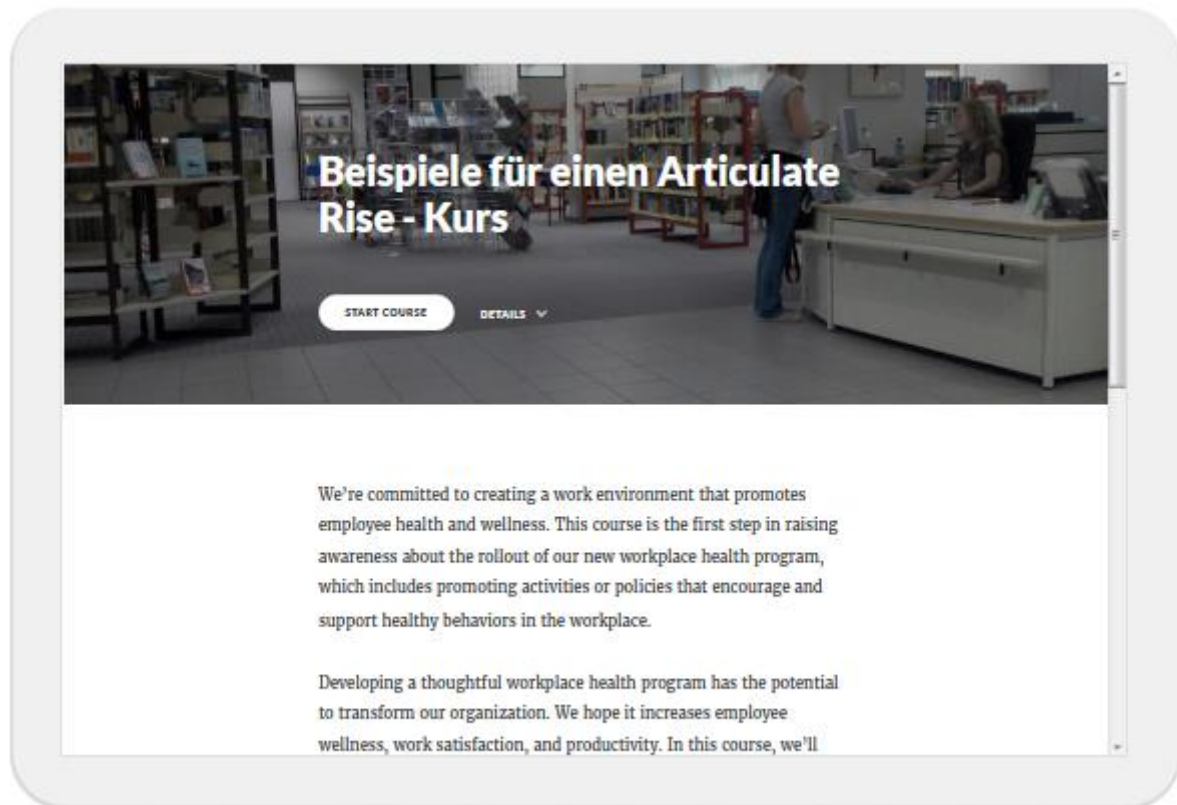 Beispiele für einen Articulate
Rise - Kurs
START COURSE
DETAILS
We’re committed to creating a work environment that promotes
employee health and wellness. This course is the first step in raising
awareness about the rollout of our new workplace health program,
which includes promoting activities or policies that encourage and
support healthy behaviors in the workplace.
Developing a thoughtful workplace health program has the potential
to transform our organization. We hope it increases employee
wellness, work satisfaction, and productivity. In this course, we’ll